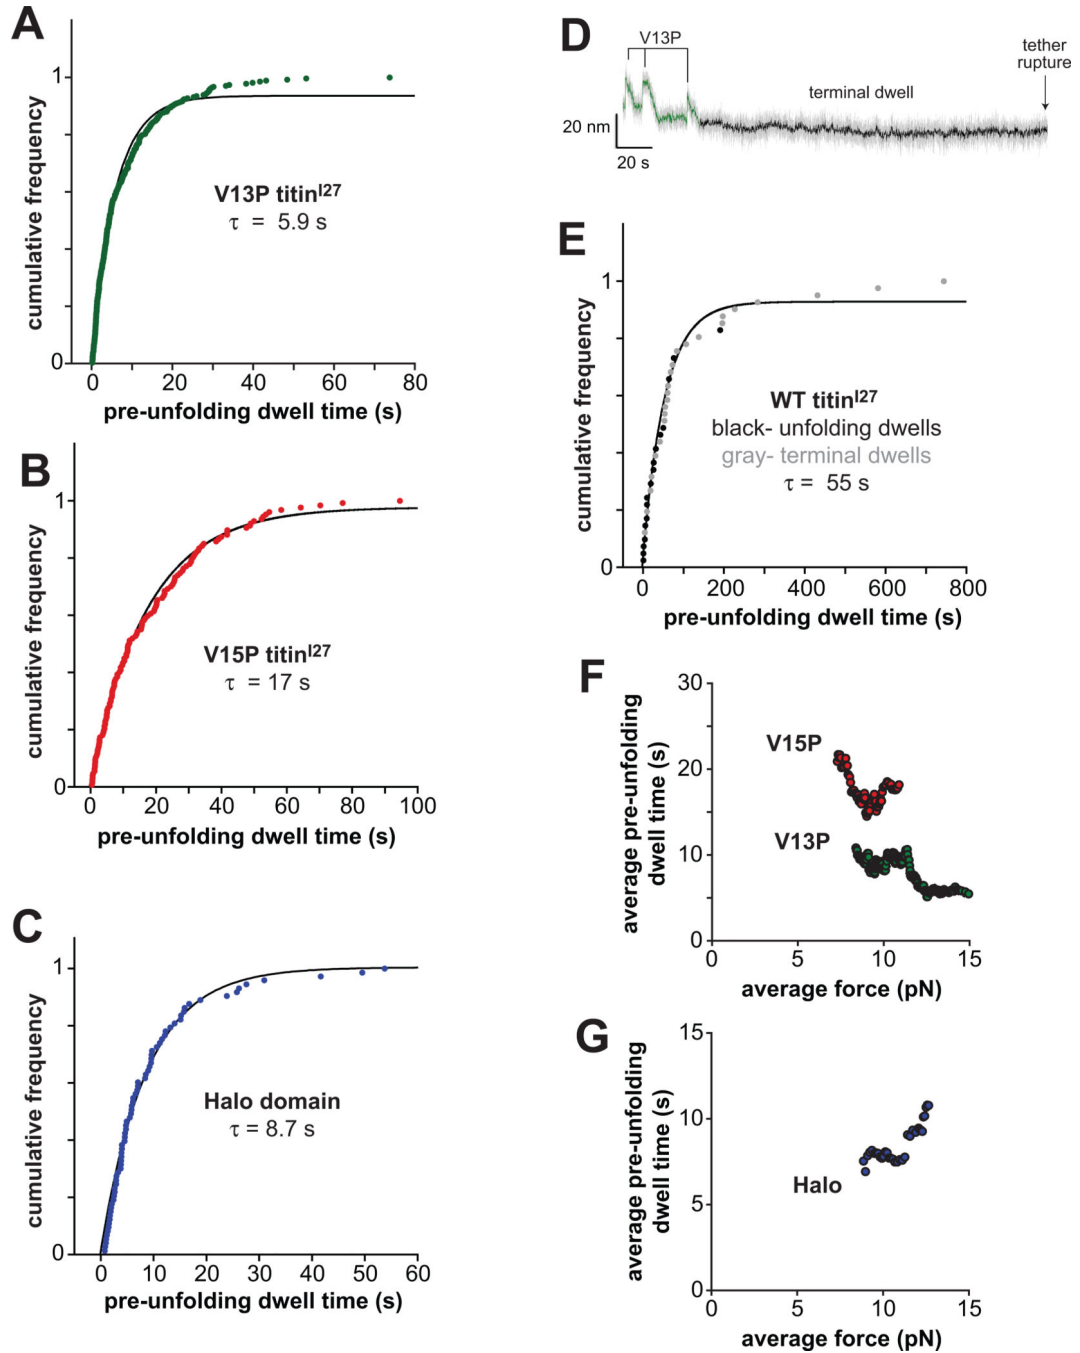 A
cumulative frequency
1
0
V13P titin^I27
τ = 5.9 s
0 20 40 60 80
pre-unfolding dwell time (s)
B
cumulative frequency
1
0
V15P titin^I27
τ = 17 s
0 20 40 60 80 100
pre-unfolding dwell time (s)
C
cumulative frequency
1
0
Halo domain
τ = 8.7 s
0 10 20 30 40 50 60
pre-unfolding dwell time (s)
D
V13P
20 nm
20 s
terminal dwell
tether
rupture
E
cumulative frequency
1
0
WT titin^I27
black- unfolding dwells
gray- terminal dwells
τ = 55 s
0 200 400 600 800
pre-unfolding dwell time (s)
F
average pre-unfolding
dwell time (s)
30
20
10
0
V15P
V13P
0 5 10 15
average force (pN)
G
average pre-unfolding
dwell time (s)
15
10
5
0
Halo
0 5 10 15
average force (pN)